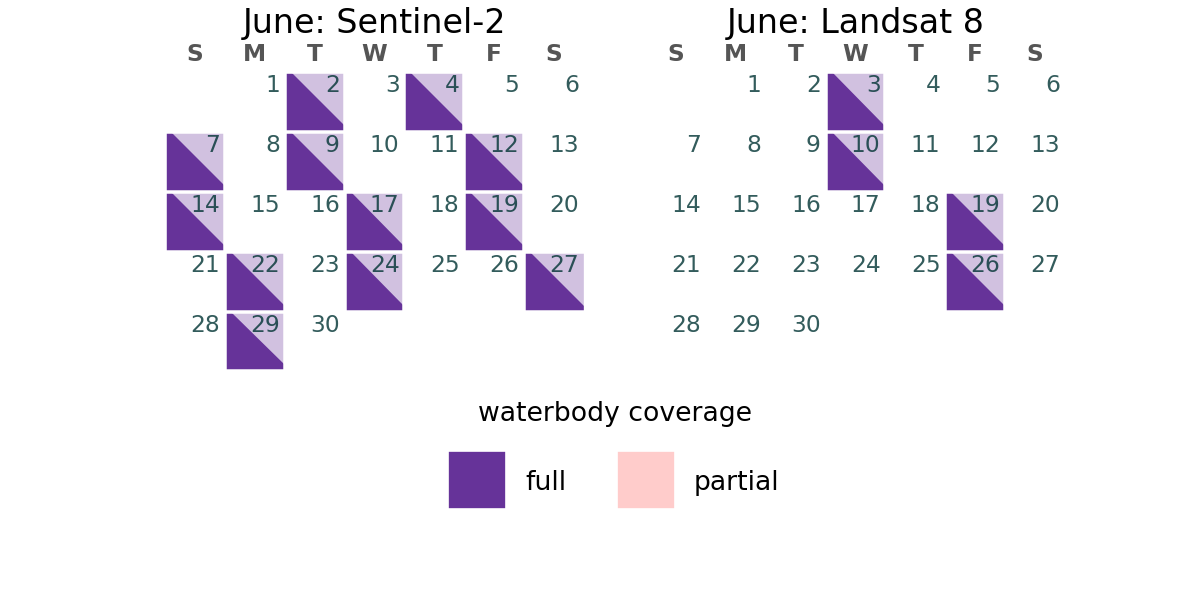 June: Sentinel-2
S M T W T F S
1 2 3 4 5 6
7 8 9 10 11 12 13
14 15 16 17 18 19 20
21 22 23 24 25 26 27
28 29 30
June: Landsat 8
S M T W T F S
1 2 3 4 5 6
7 8 9 10 11 12 13
14 15 16 17 18 19 20
21 22 23 24 25 26 27
28 29 30
waterbody coverage
full partial